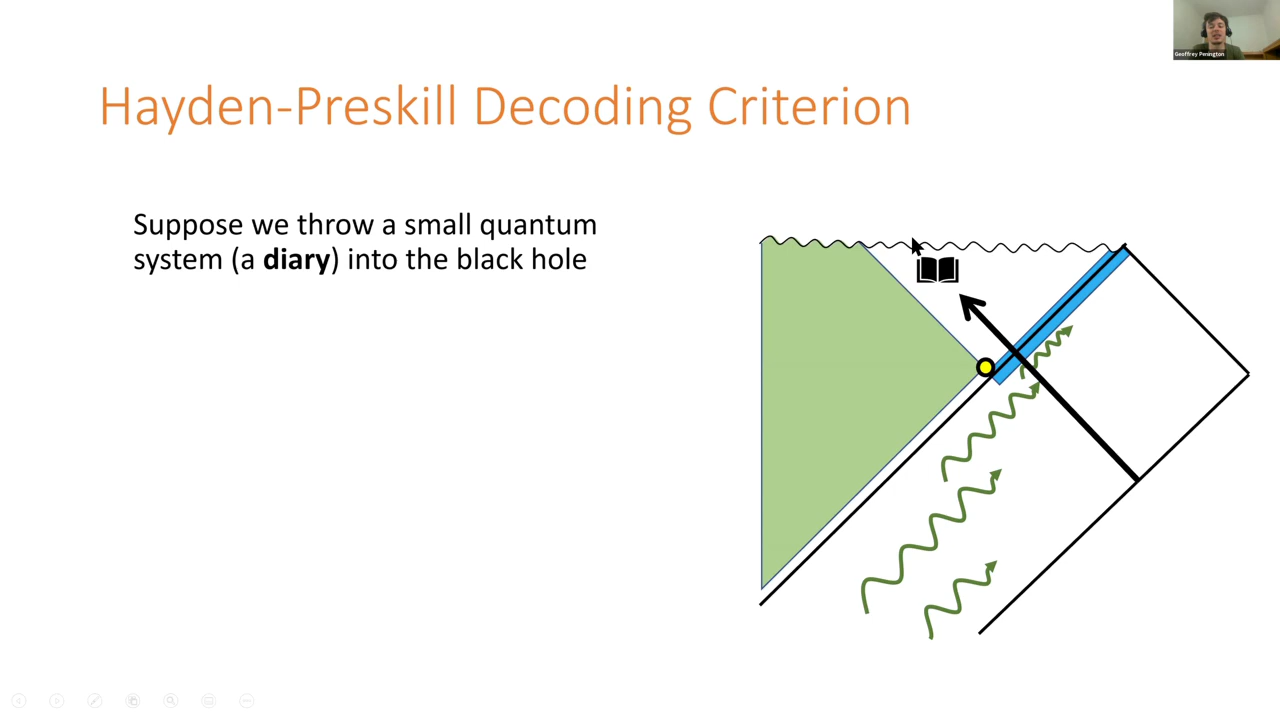 Geoffrey Penington
Hayden-Preskill Decoding Criterion
Suppose we throw a small quantum
system (a diary) into the black hole